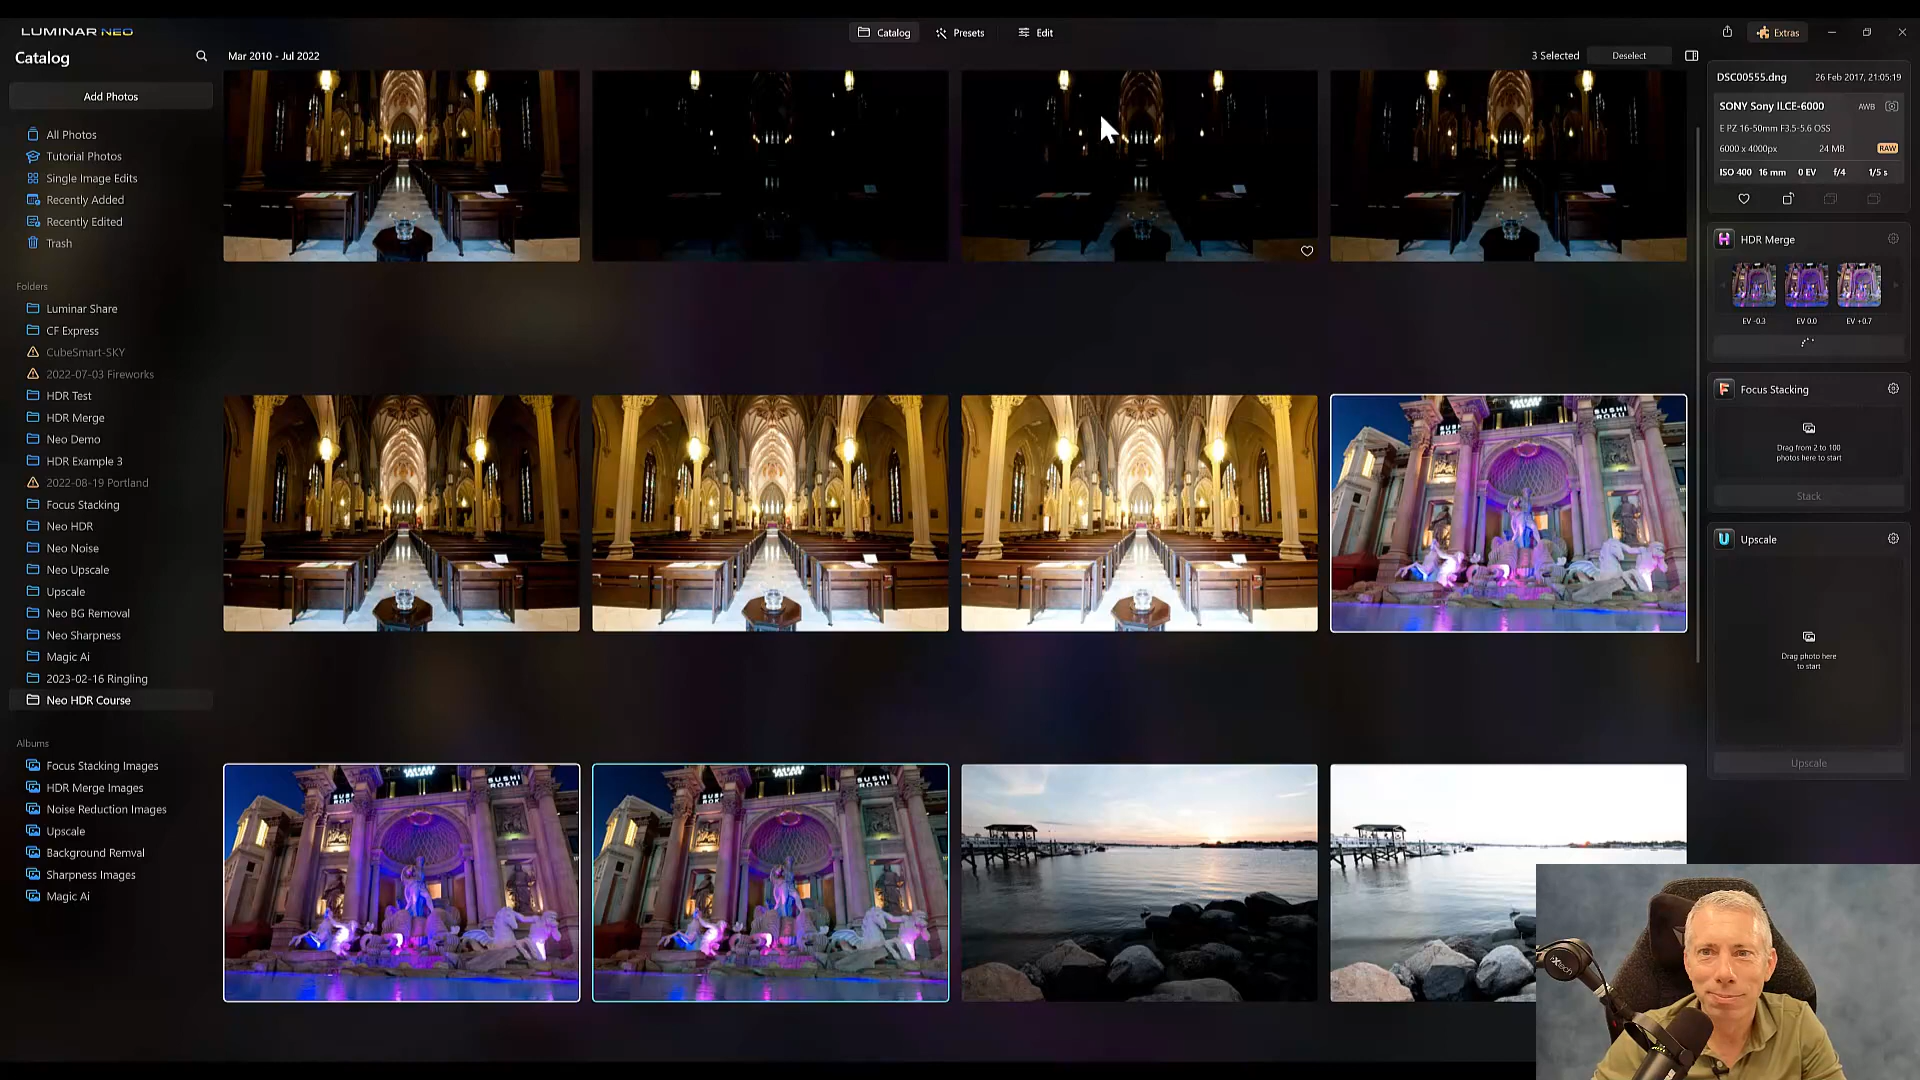 LUMINAR NEO
Catalog
Presets
Edit
Extras
Catalog
Mar 2010 - Jul 2022
3 Selected
Deselect
Add Photos
All Photos
Tutorial Photos
Single Image Edits
Recently Added
Recently Edited
Trash
Folders
Luminar Share
CF Express
CubeSmart-SKY
2022-07-03 Fireworks
HDR Test
HDR Merge
Neo Demo
HDR Example 3
2022-08-19 Portland
Focus Stacking
Neo HDR
Neo Noise
Neo Upscale
Upscale
Neo BG Removal
Neo Sharpness
Magic Ai
2023-02-16 Ringling
Neo HDR Course
Albums
Focus Stacking Images
HDR Merge Images
Noise Reduction Images
Upscale
Background Remval
Sharpness Images
Magic Ai
SUSHI
ROKU
SUSHI
ROKU
SUSHI
ROKU
DSC00555.dng
26 Feb 2017, 21:05:19
SONY Sony ILCE-6000
AWB
E PZ 16-50mm F3.5-5.6 OSS
6000 x 4000px
24 MB
RAW
ISO 400 16 mm 0 EV f/4 1/5 s
H
HDR Merge
EV -0.3
EV 0.0
EV +0.7
F
Focus Stacking
Drag from 2 to 100
photos here to start
Stack
U
Upscale
Drag photo here
to start
Upscale